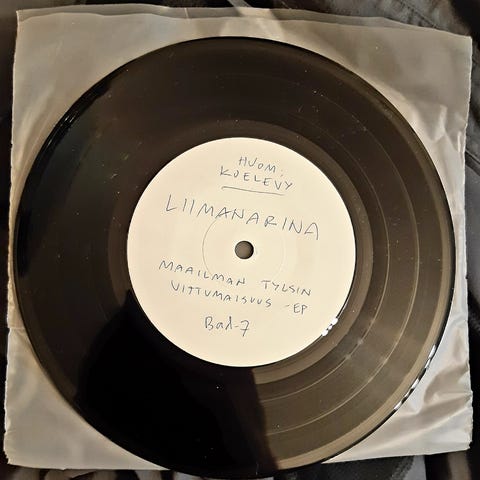 HUOM;
KOELEVY
LIIMANARINA
MAAILMAN TYLSIN
VITTUMAISUUS -EP
Bad-7